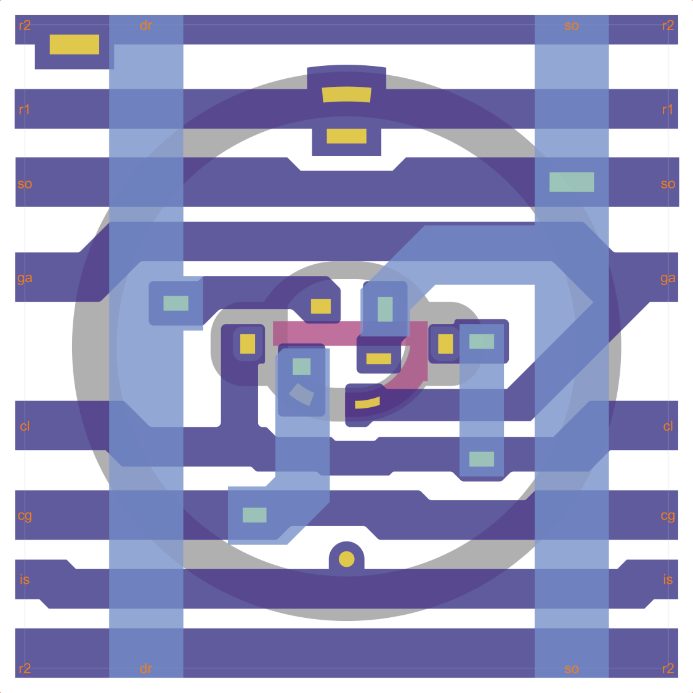 r2 dr so r2
r1 r1
so so
ga ga
cl cl
cg cg
is is
r2 dr so r2